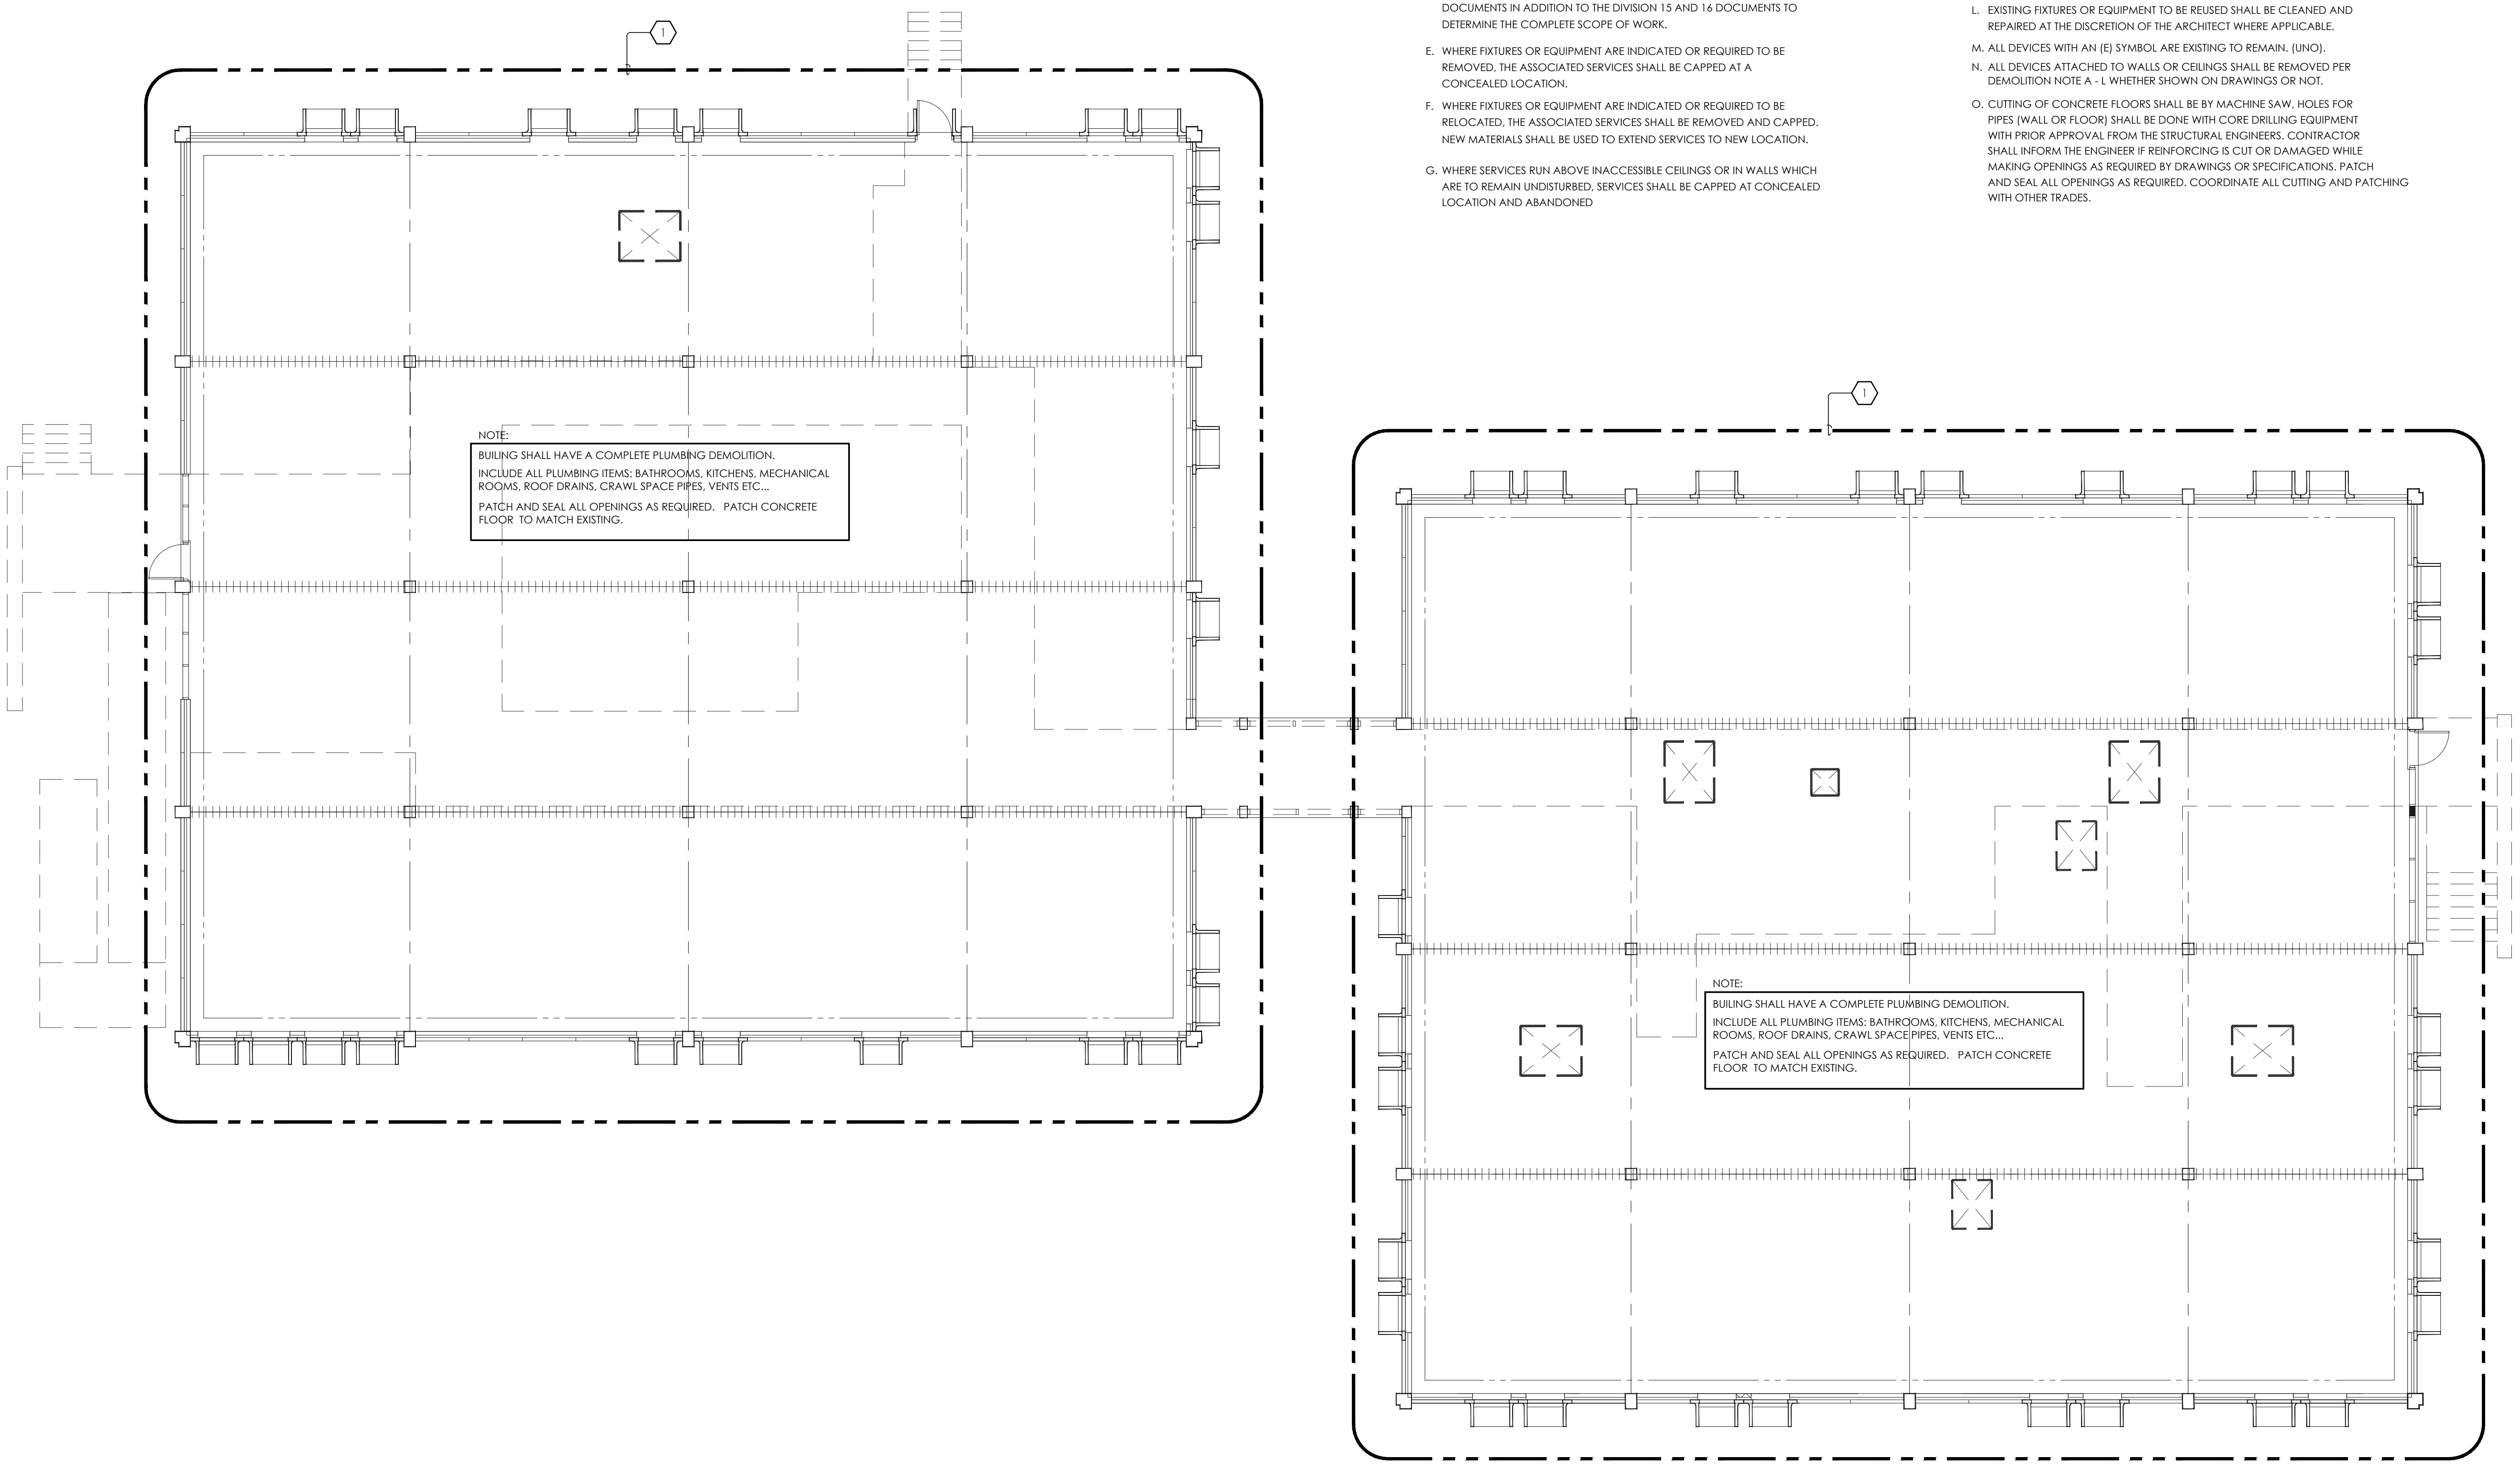 DOCUMENTS IN ADDITION TO THE DIVISION 15 AND 16 DOCUMENTS TO
DETERMINE THE COMPLETE SCOPE OF WORK.
E. WHERE FIXTURES OR EQUIPMENT ARE INDICATED OR REQUIRED TO BE
REMOVED, THE ASSOCIATED SERVICES SHALL BE CAPPED AT A
CONCEALED LOCATION.
F. WHERE FIXTURES OR EQUIPMENT ARE INDICATED OR REQUIRED TO BE
RELOCATED, THE ASSOCIATED SERVICES SHALL BE REMOVED AND CAPPED.
NEW MATERIALS SHALL BE USED TO EXTEND SERVICES TO NEW LOCATION.
G. WHERE SERVICES RUN ABOVE INACCESSIBLE CEILINGS OR IN WALLS WHICH
ARE TO REMAIN UNDISTURBED, SERVICES SHALL BE CAPPED AT CONCEALED
LOCATION AND ABANDONED
L. EXISTING FIXTURES OR EQUIPMENT TO BE REUSED SHALL BE CLEANED AND
REPAIRED AT THE DISCRETION OF THE ARCHITECT WHERE APPLICABLE.
M. ALL DEVICES WITH AN (E) SYMBOL ARE EXISTING TO REMAIN. (UNO).
N. ALL DEVICES ATTACHED TO WALLS OR CEILINGS SHALL BE REMOVED PER
DEMOLITION NOTE A - L WHETHER SHOWN ON DRAWINGS OR NOT.
O. CUTTING OF CONCRETE FLOORS SHALL BE BY MACHINE SAW, HOLES FOR
PIPES (WALL OR FLOOR) SHALL BE DONE WITH CORE DRILLING EQUIPMENT
WITH PRIOR APPROVAL FROM THE STRUCTURAL ENGINEERS. CONTRACTOR
SHALL INFORM THE ENGINEER IF REINFORCING IS CUT OR DAMAGED WHILE
MAKING OPENINGS AS REQUIRED BY DRAWINGS OR SPECIFICATIONS. PATCH
AND SEAL ALL OPENINGS AS REQUIRED. COORDINATE ALL CUTTING AND PATCHING
WITH OTHER TRADES.
1
NOTE:
BUILING SHALL HAVE A COMPLETE PLUMBING DEMOLITION.
INCLUDE ALL PLUMBING ITEMS: BATHROOMS, KITCHENS, MECHANICAL
ROOMS, ROOF DRAINS, CRAWL SPACE PIPES, VENTS ETC...
PATCH AND SEAL ALL OPENINGS AS REQUIRED. PATCH CONCRETE
FLOOR TO MATCH EXISTING.
1
NOTE:
BUILING SHALL HAVE A COMPLETE PLUMBING DEMOLITION.
INCLUDE ALL PLUMBING ITEMS: BATHROOMS, KITCHENS, MECHANICAL
ROOMS, ROOF DRAINS, CRAWL SPACE PIPES, VENTS ETC...
PATCH AND SEAL ALL OPENINGS AS REQUIRED. PATCH CONCRETE
FLOOR TO MATCH EXISTING.